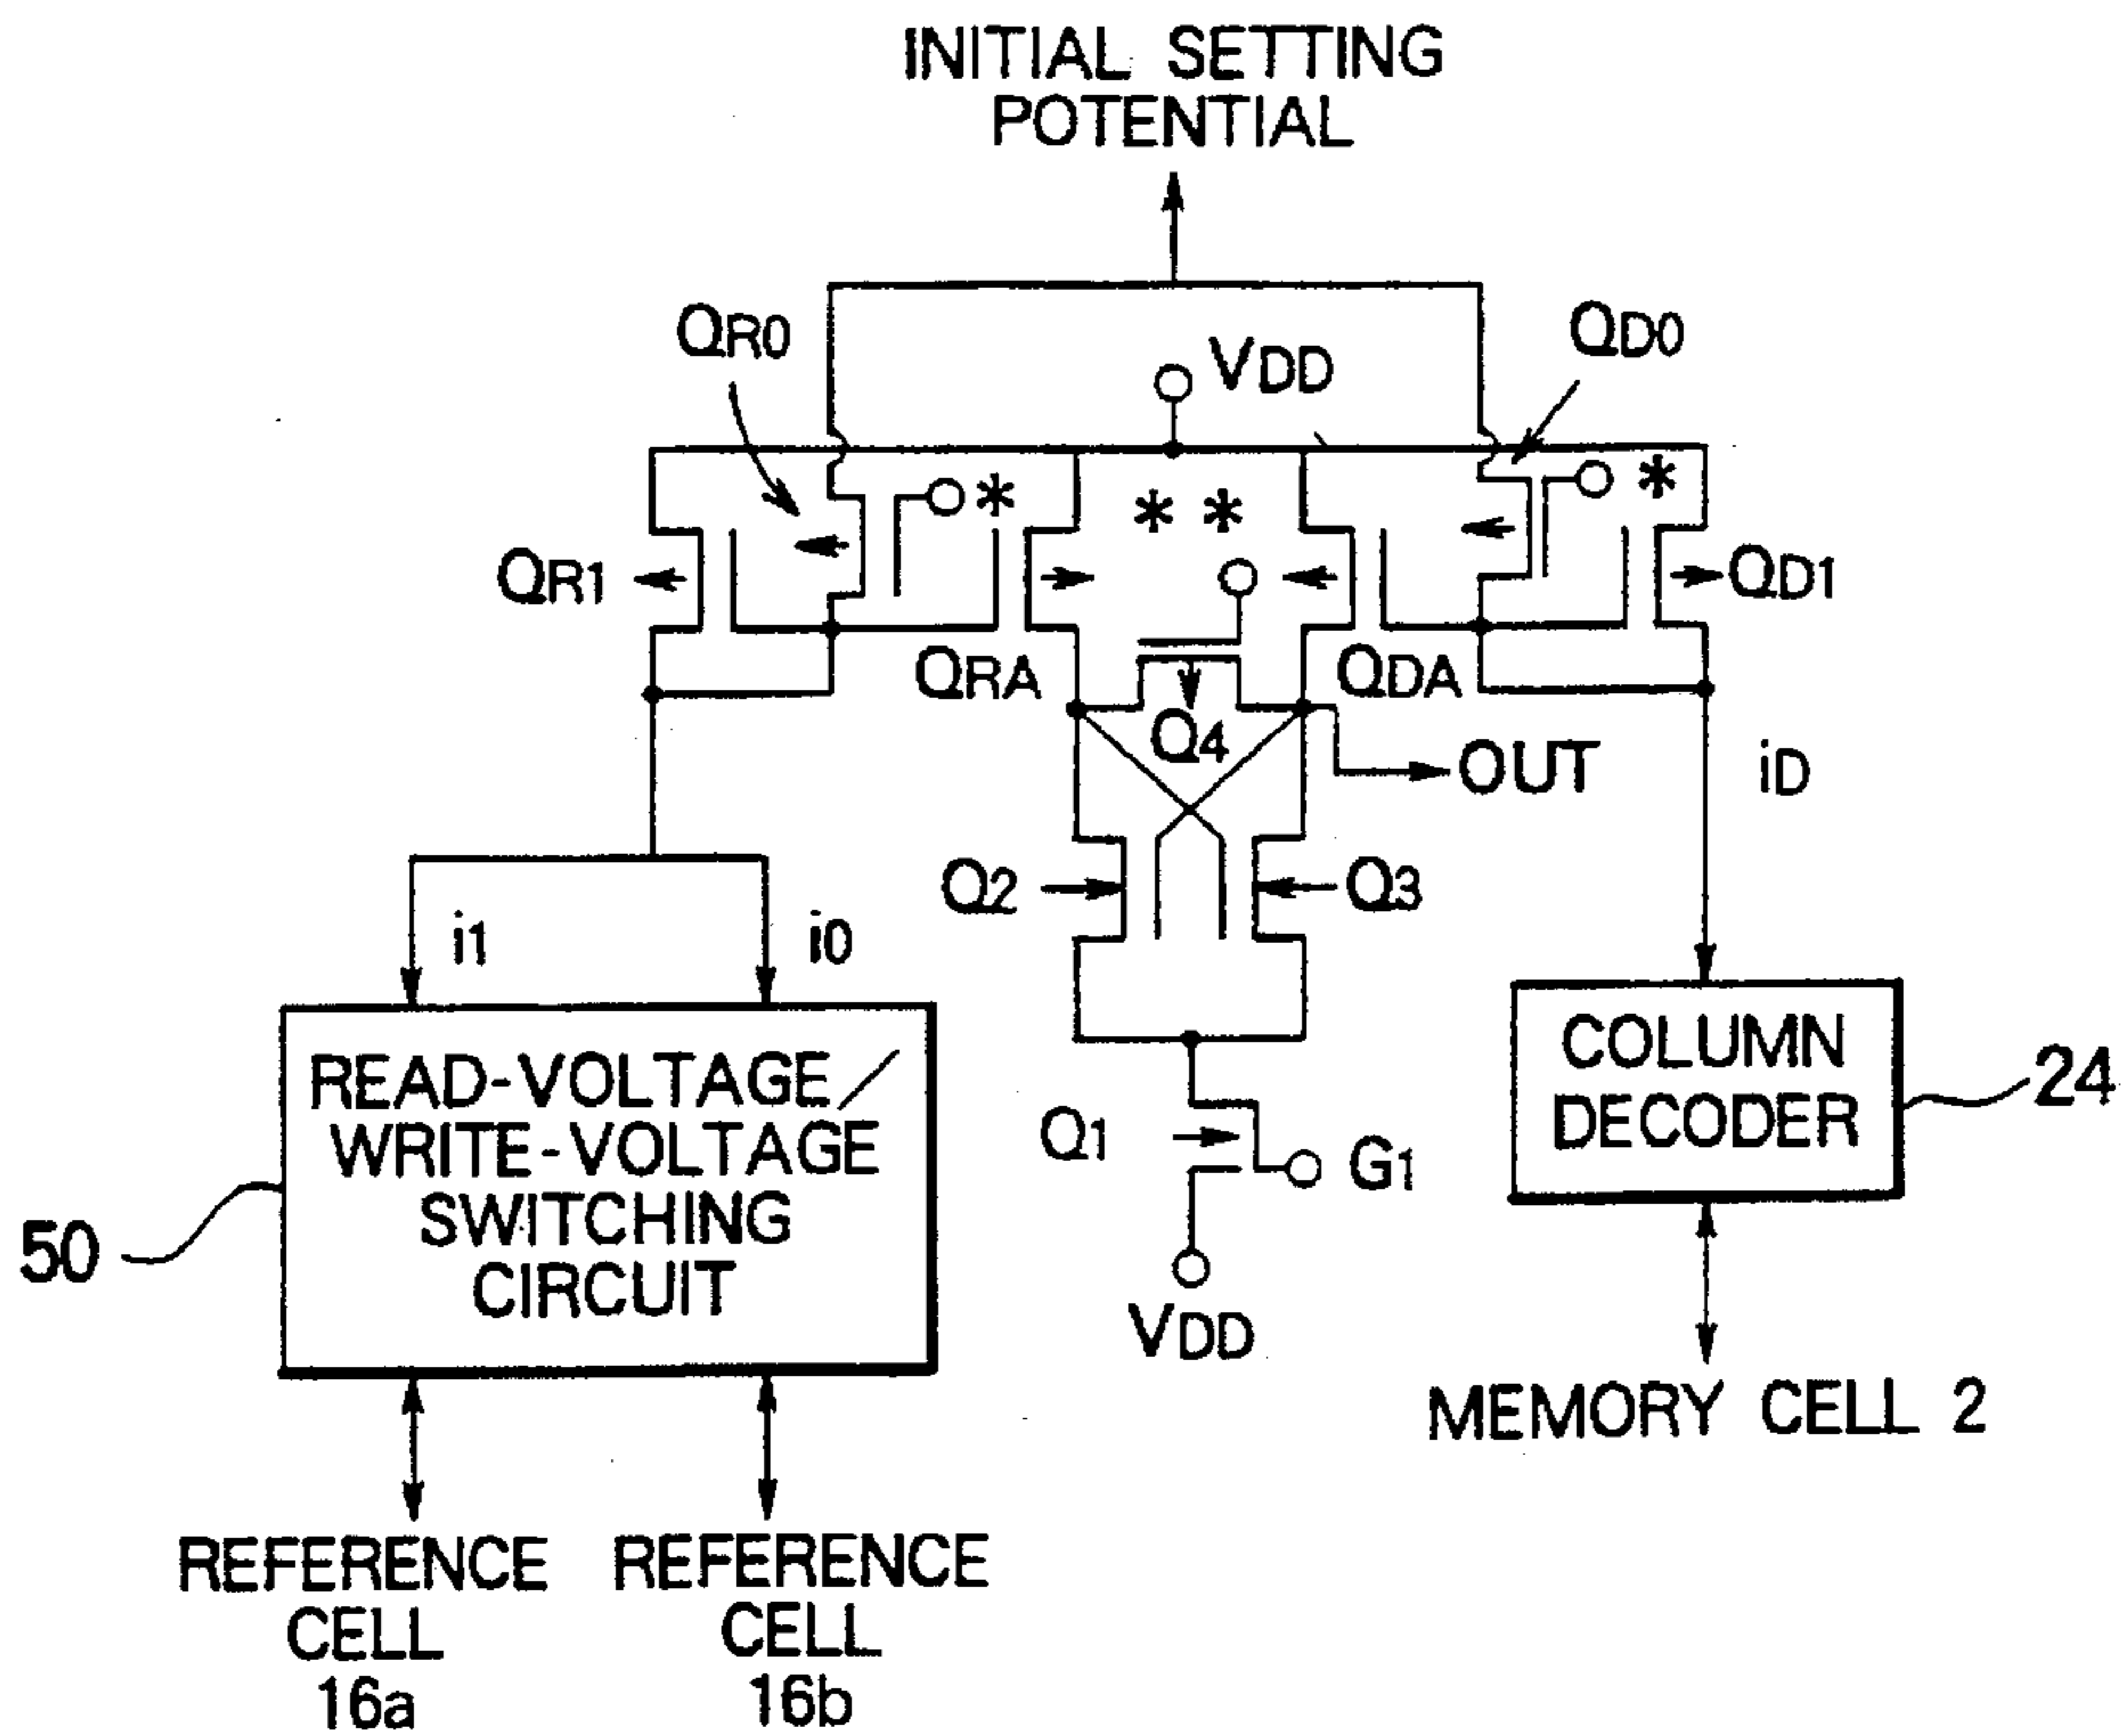 INITIAL SETTING
POTENTIAL
QR0
VDD
QD0
*
* *
*
QR1
QD1
QRA
QDA
Q4
OUT
iD
Q2
Q3
i1
i0
READ-VOLTAGE/
WRITE-VOLTAGE
SWITCHING
CIRCUIT
50
Q1
G1
VDD
COLUMN
DECODER
24
MEMORY CELL 2
REFERENCE
CELL
16a
REFERENCE
CELL
16b